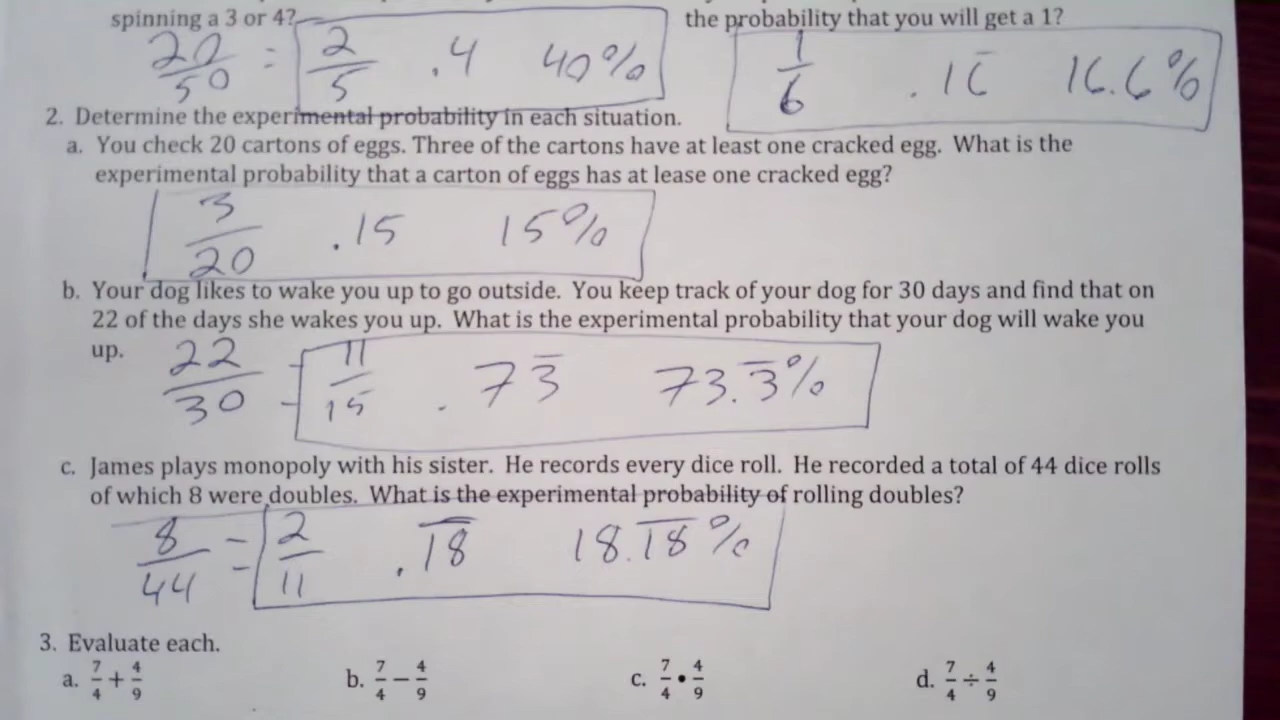 spinning a 3 or 4?
20/50 = 2/5 .4 40%
the probability that you will get a 1?
1/6 .16̅ 16.6̅%
2. Determine the experimental probability in each situation.
a. You check 20 cartons of eggs. Three of the cartons have at least one cracked egg. What is the
experimental probability that a carton of eggs has at lease one cracked egg?
3/20 .15 15%
b. Your dog likes to wake you up to go outside. You keep track of your dog for 30 days and find that on
22 of the days she wakes you up. What is the experimental probability that your dog will wake you
up.
22/30 = 11/15 .73̅ 73.3̅%
c. James plays monopoly with his sister. He records every dice roll. He recorded a total of 44 dice rolls
of which 8 were doubles. What is the experimental probability of rolling doubles?
8/44 = 2/11 .1̅8̅ 18.1̅8̅%
3. Evaluate each.
a. 7/4 + 4/9 b. 7/4 − 4/9 c. 7/4 • 4/9 d. 7/4 ÷ 4/9